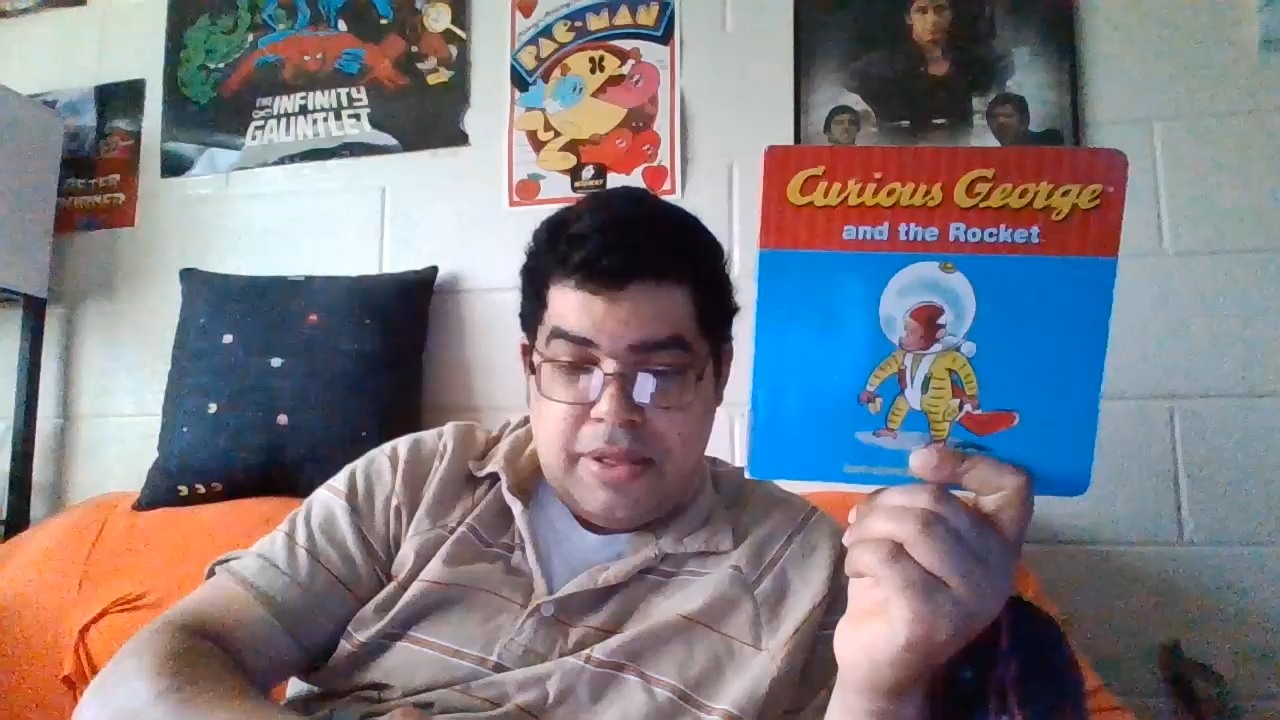 THE INFINITY
GAUNTLET
PAC-MAN
Curious George
and the Rocket